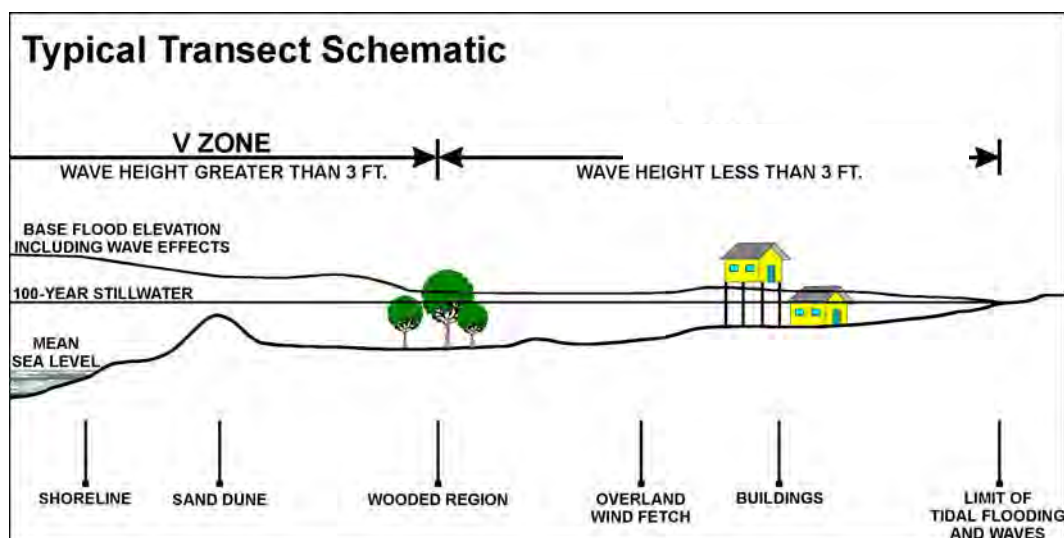 Typical Transect Schematic
V ZONE
WAVE HEIGHT GREATER THAN 3 FT.
WAVE HEIGHT LESS THAN 3 FT.
BASE FLOOD ELEVATION
INCLUDING WAVE EFFECTS
100-YEAR STILLWATER
MEAN
SEA LEVEL
SHORELINE
SAND DUNE
WOODED REGION
OVERLAND
WIND FETCH
BUILDINGS
LIMIT OF
TIDAL FLOODING
AND WAVES